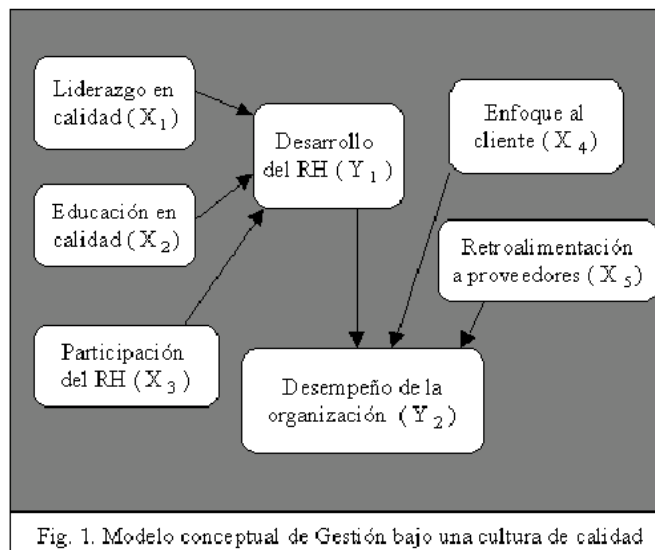 Liderazgo en
calidad (X1)
Desarrollo
del RH (Y1)
Enfoque al
cliente (X4)
Educación en
calidad (X2)
Retroalimentación
a proveedores (X5)
Participación
del RH (X3)
Desempeño de la
organización (Y2)
Fig. 1. Modelo conceptual de Gestión bajo una cultura de calidad